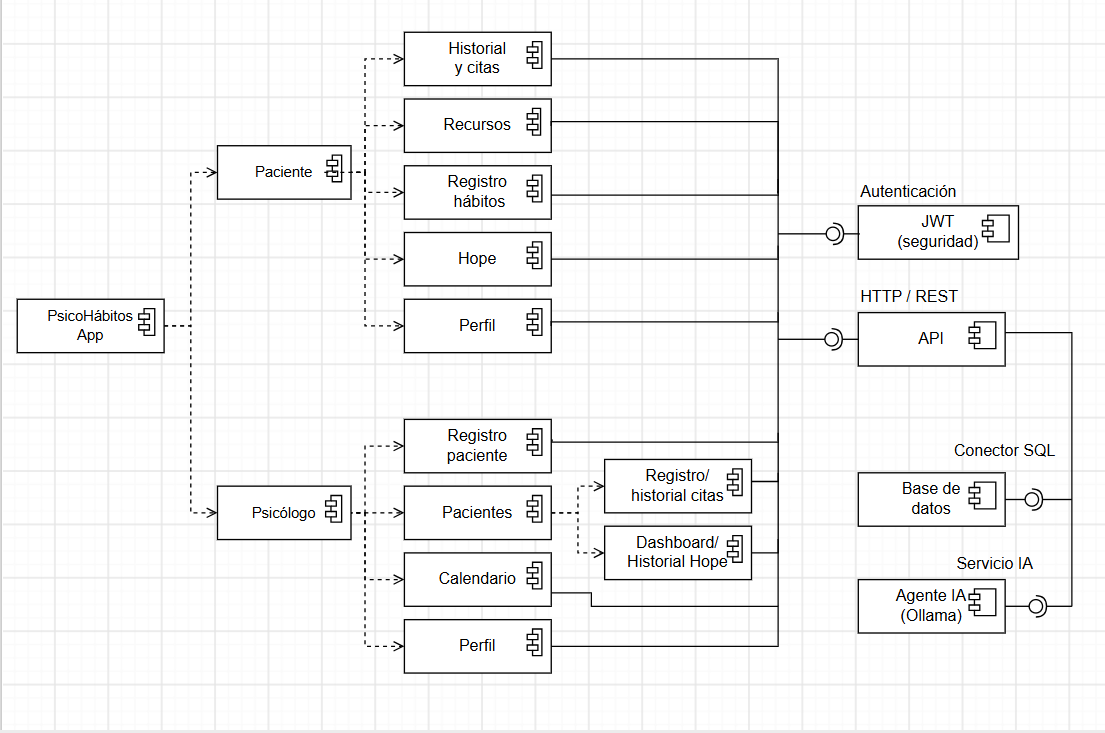 Historial
y citas
Recursos
Paciente
Registro
hábitos
Hope
Perfil
PsicoHábitos
App
Registro
paciente
Psicólogo
Pacientes
Registro/
historial citas
Dashboard/
Historial Hope
Calendario
Perfil
Autenticación
JWT
(seguridad)
HTTP / REST
API
Conector SQL
Base de
datos
Servicio IA
Agente IA
(Ollama)